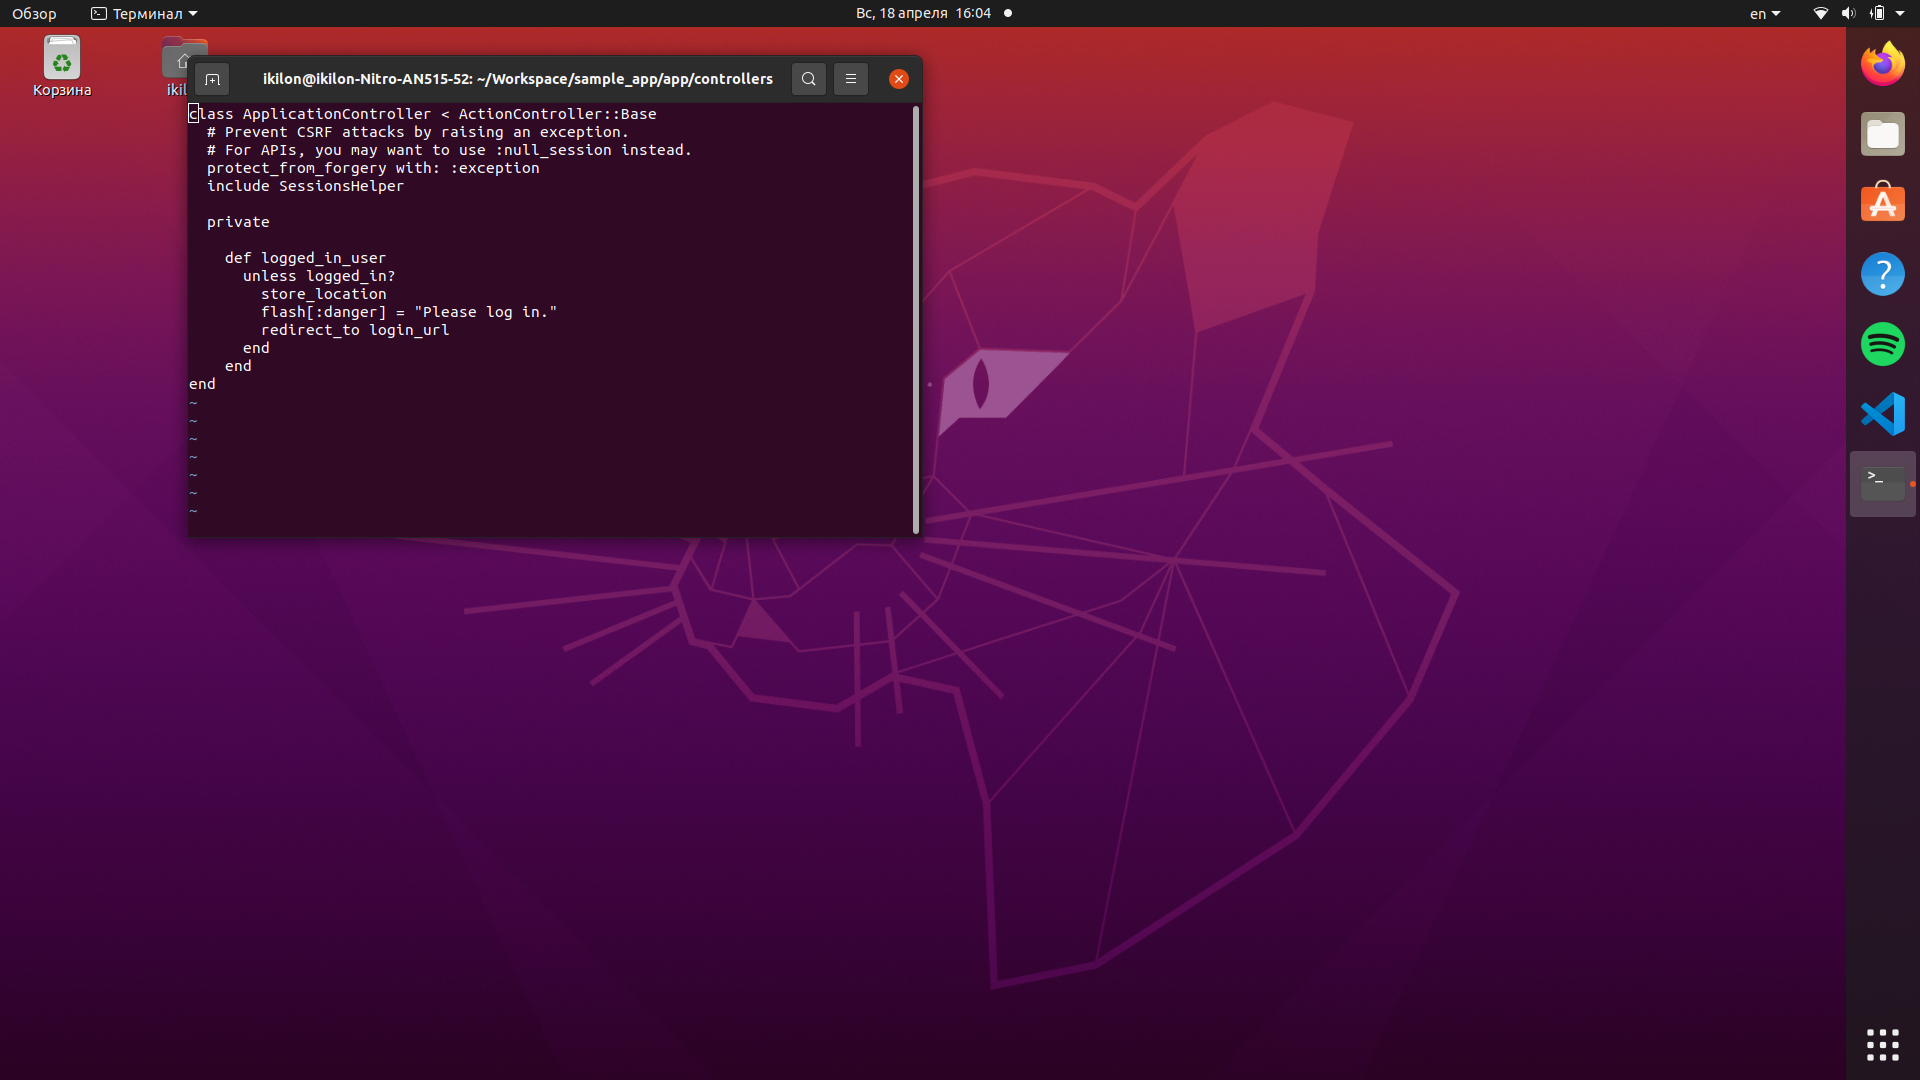 Обзор
Терминал
Вс, 18 апреля 16:04
en
Корзина
ikil
ikilon@ikilon-Nitro-AN515-52: ~/Workspace/sample_app/app/controllers
class ApplicationController < ActionController::Base
  # Prevent CSRF attacks by raising an exception.
  # For APIs, you may want to use :null_session instead.
  protect_from_forgery with: :exception
  include SessionsHelper
  private
    def logged_in_user
      unless logged_in?
        store_location
        flash[:danger] = "Please log in."
        redirect_to login_url
      end
    end
end
~
~
~
~
~
~
~